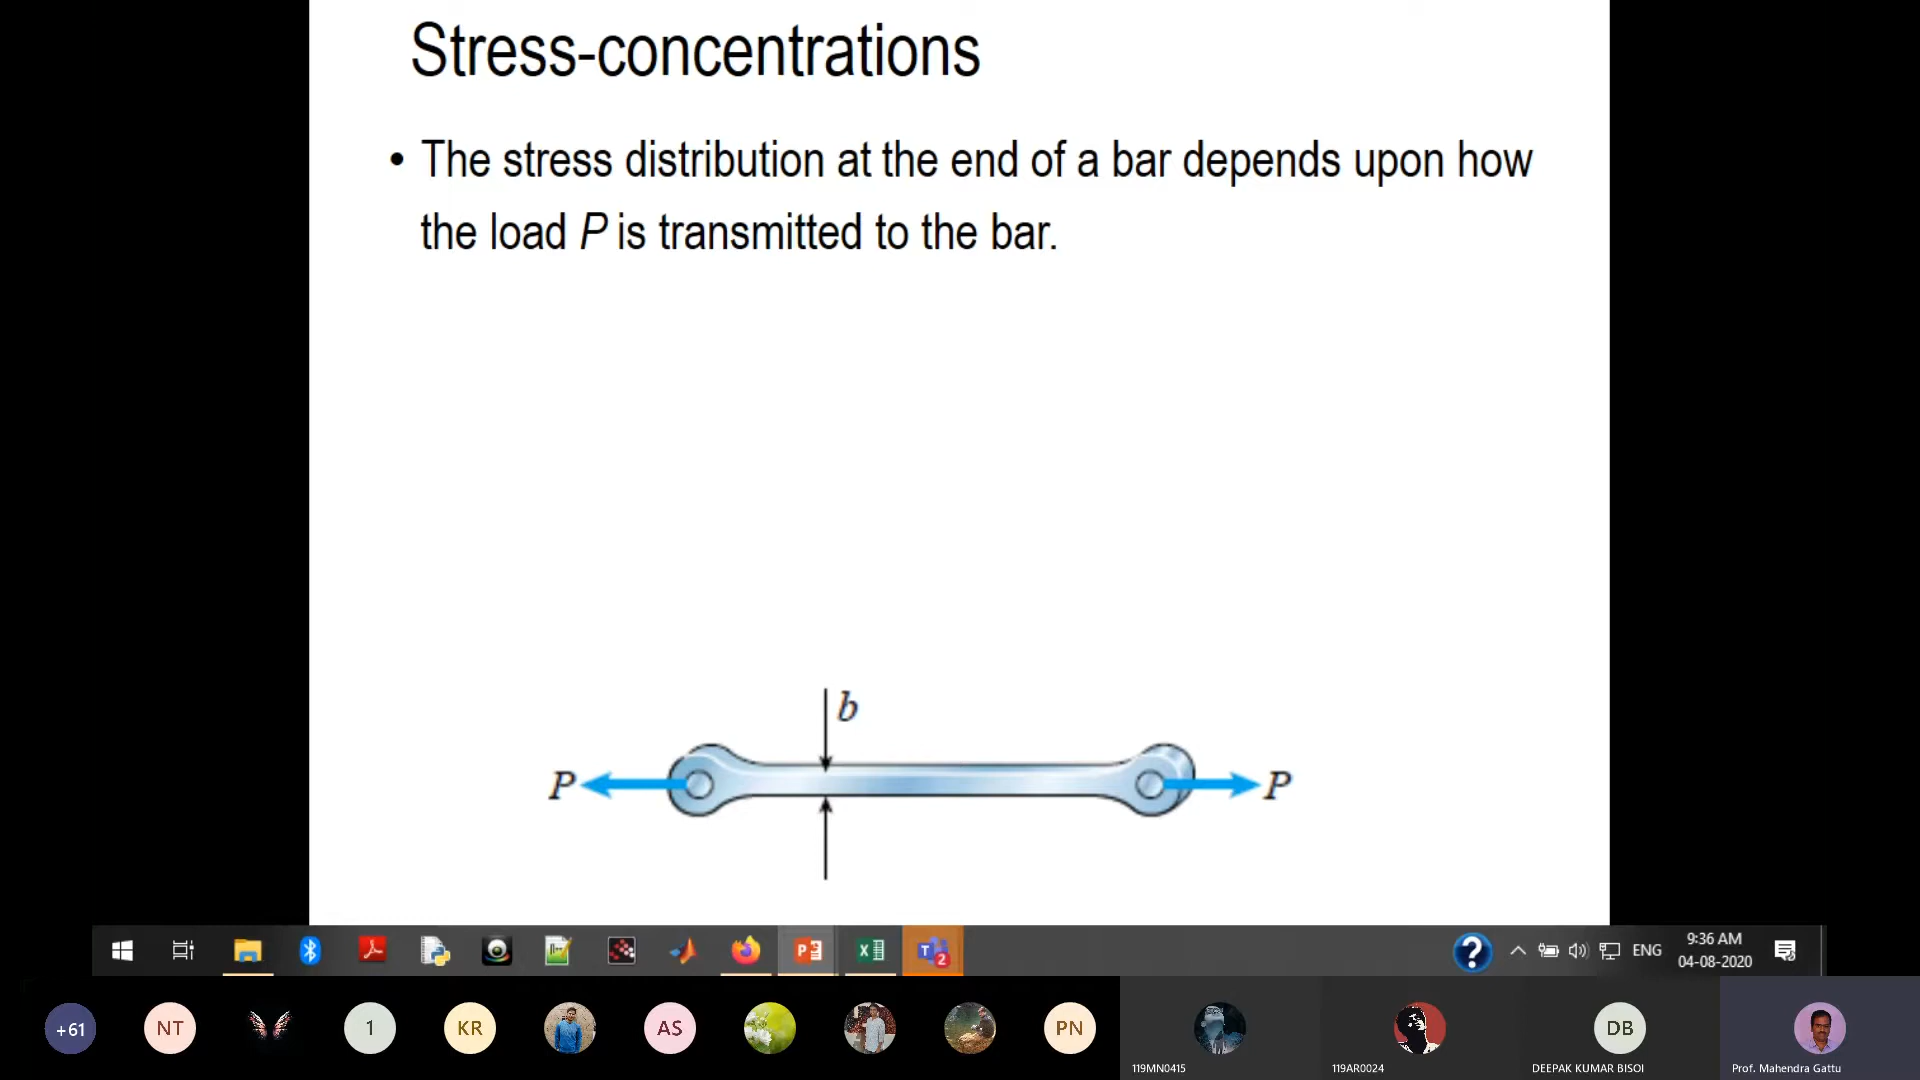 Stress-concentrations
• The stress distribution at the end of a bar depends upon how
the load P is transmitted to the bar.
b
P
P
ENG
9:36 AM
04-08-2020
+61
NT
1
KR
AS
PN
119MN0415
119AR0024
DB
DEEPAK KUMAR BISOI
Prof. Mahendra Gattu